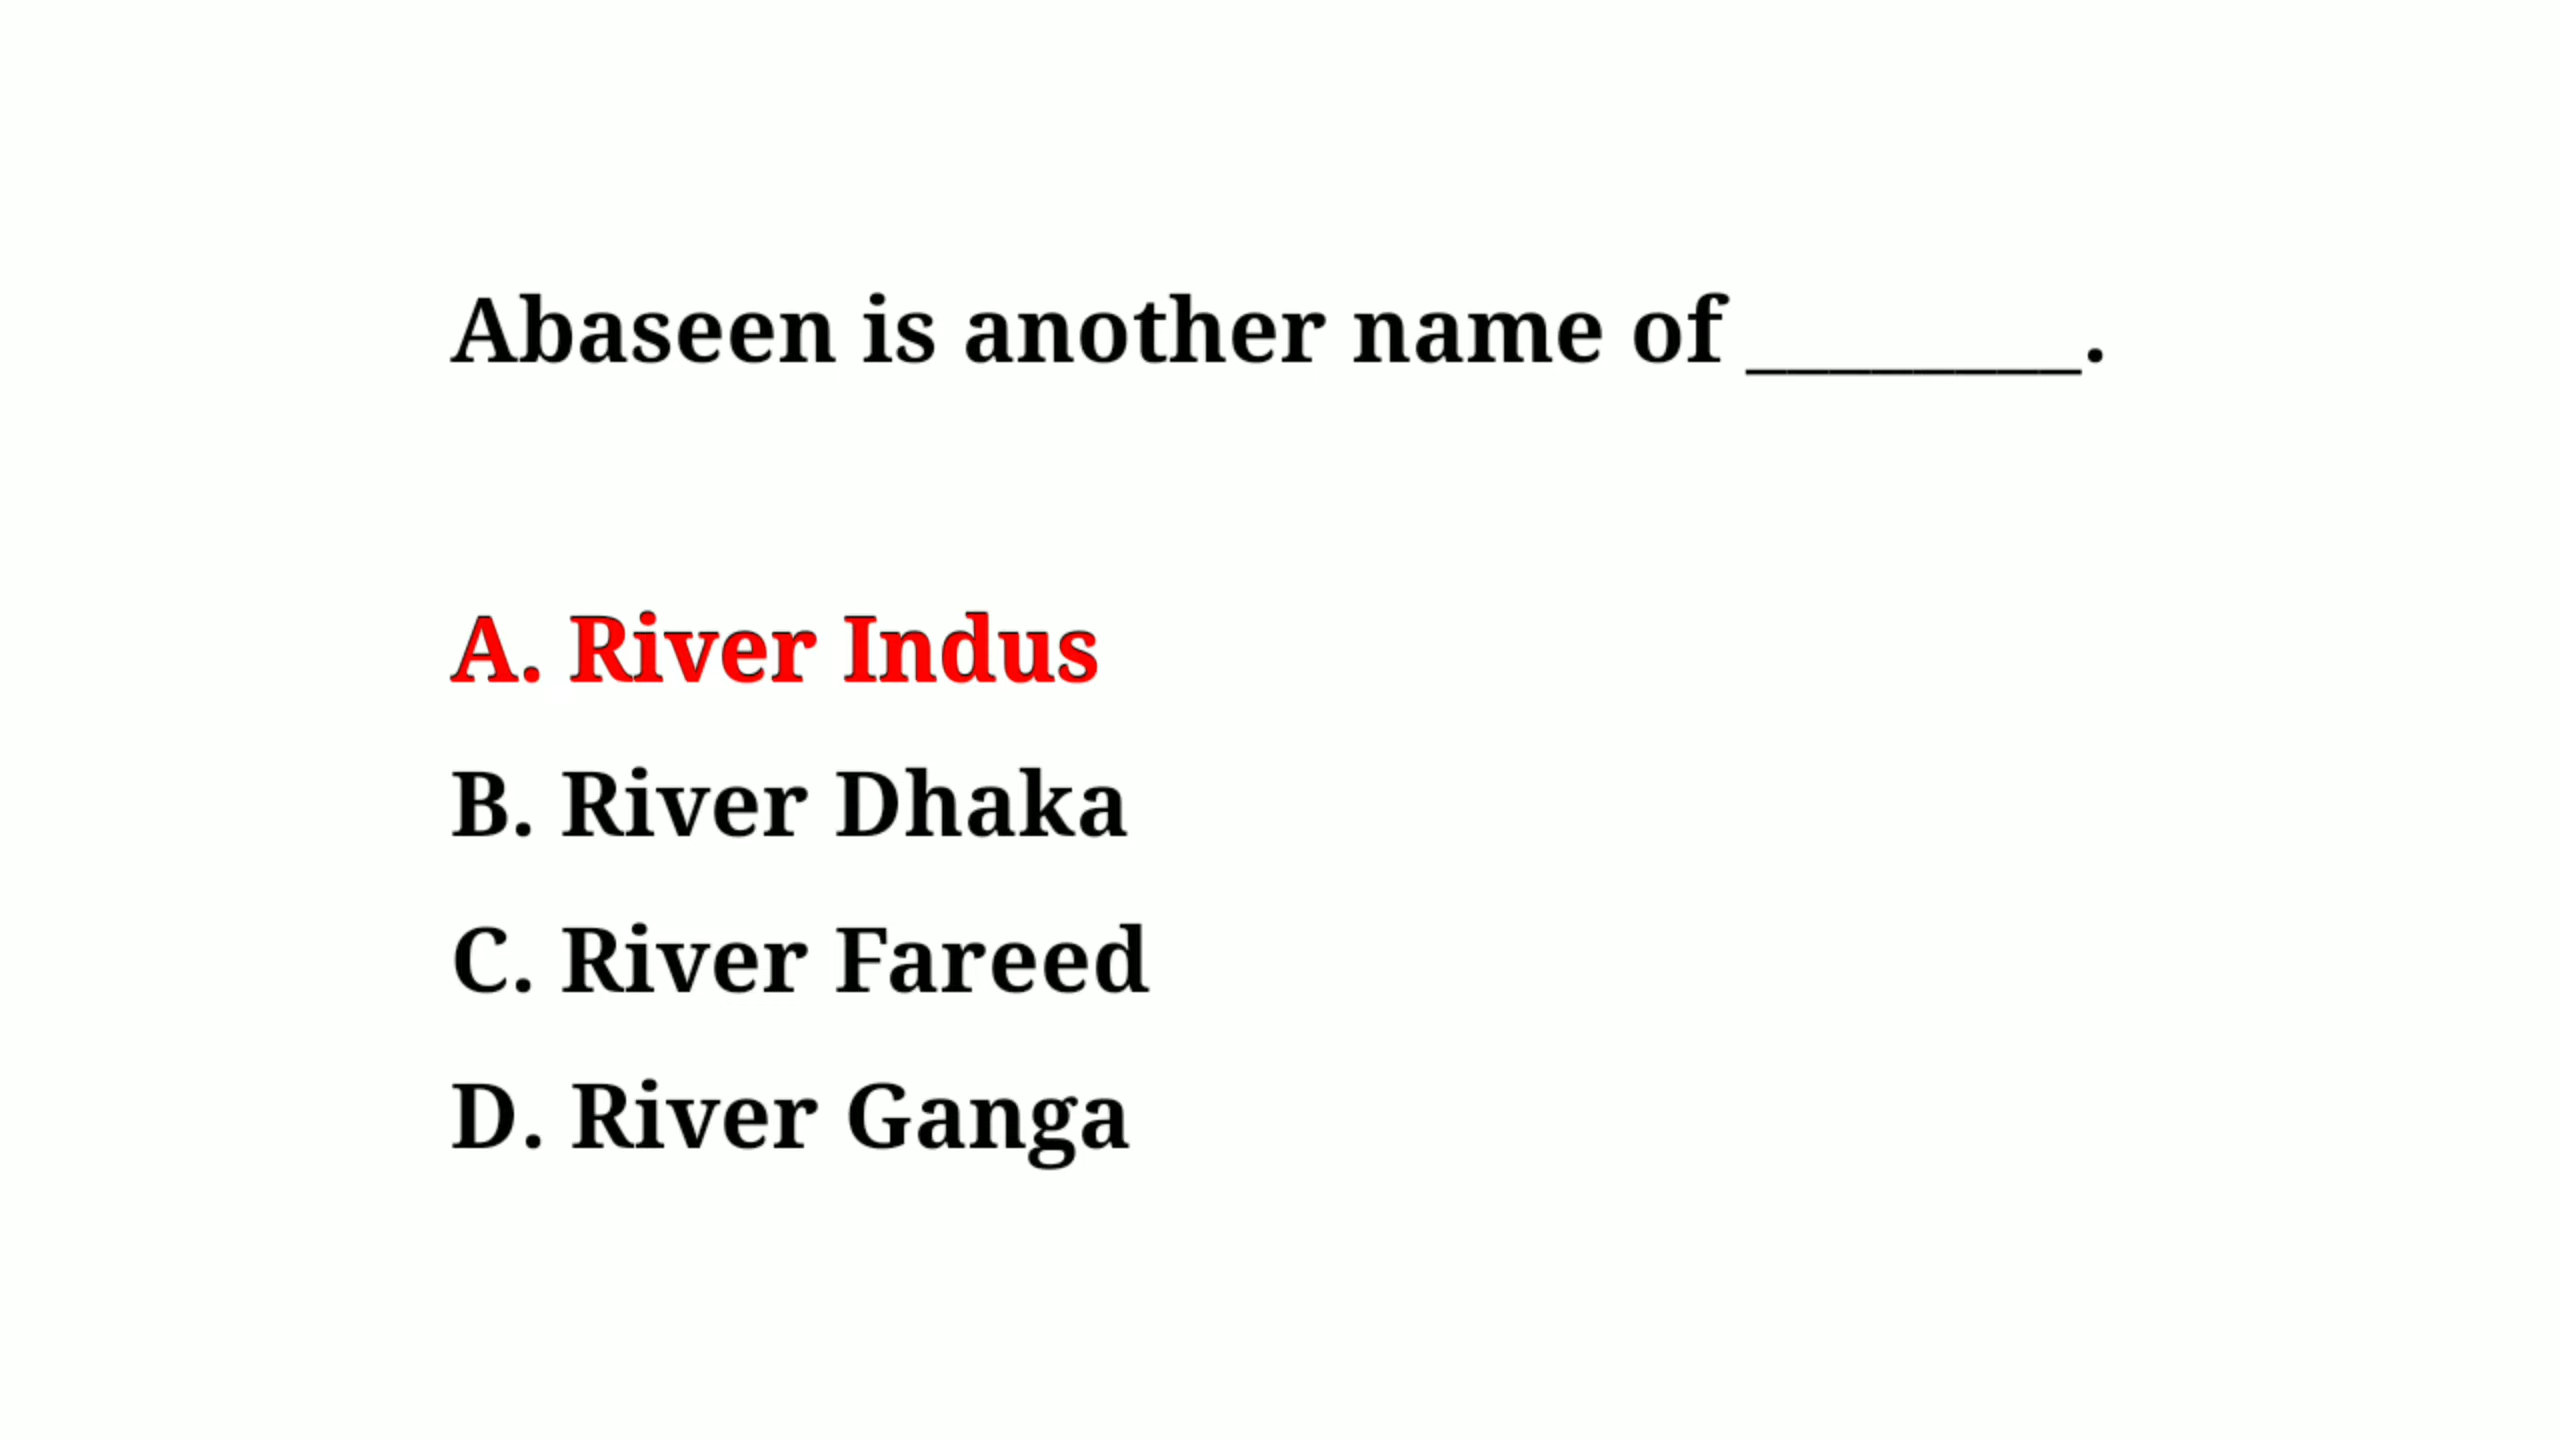 Abaseen is another name of ________.
A. River Indus
B. River Dhaka
C. River Fareed
D. River Ganga